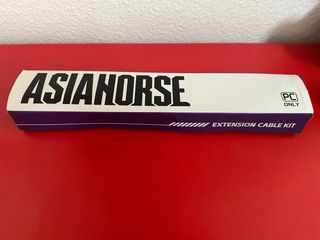 ASIAHORSE
PC
ONLY
EXTENSION CABLE KIT